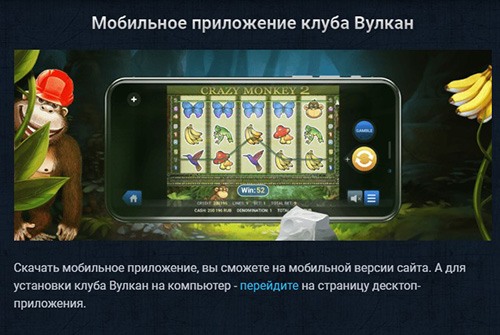 Мобильное приложение клуба Вулкан
CRAZY MONKEY 2
GAMBLE
Win: 52
Скачать мобильное приложение, вы сможете на мобильной версии сайта. А для
установки клуба Вулкан на компьютер - перейдите на страницу десктоп-
приложения.